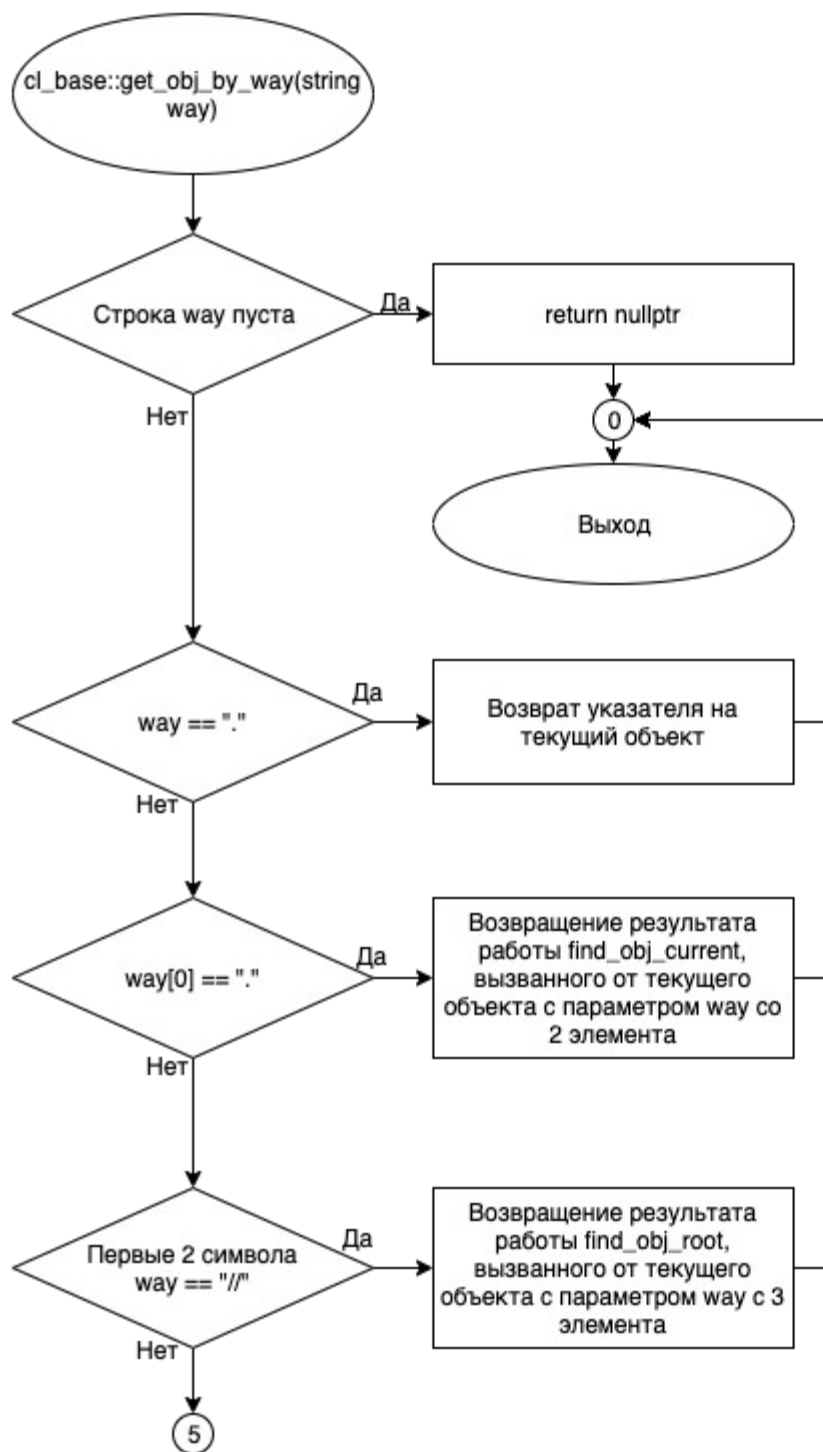 cl_base::get_obj_by_way(string
way)
Строка way пуста
Да
return nullptr
Нет
0
Выход
way == "."
Да
Возврат указателя на
текущий объект
Нет
way[0] == "."
Да
Возвращение результата
работы find_obj_current,
вызванного от текущего
объекта с параметром way со
2 элемента
Нет
Первые 2 символа
way == "//"
Да
Возвращение результата
работы find_obj_root,
вызванного от текущего
объекта с параметром way с 3
элемента
Нет
5